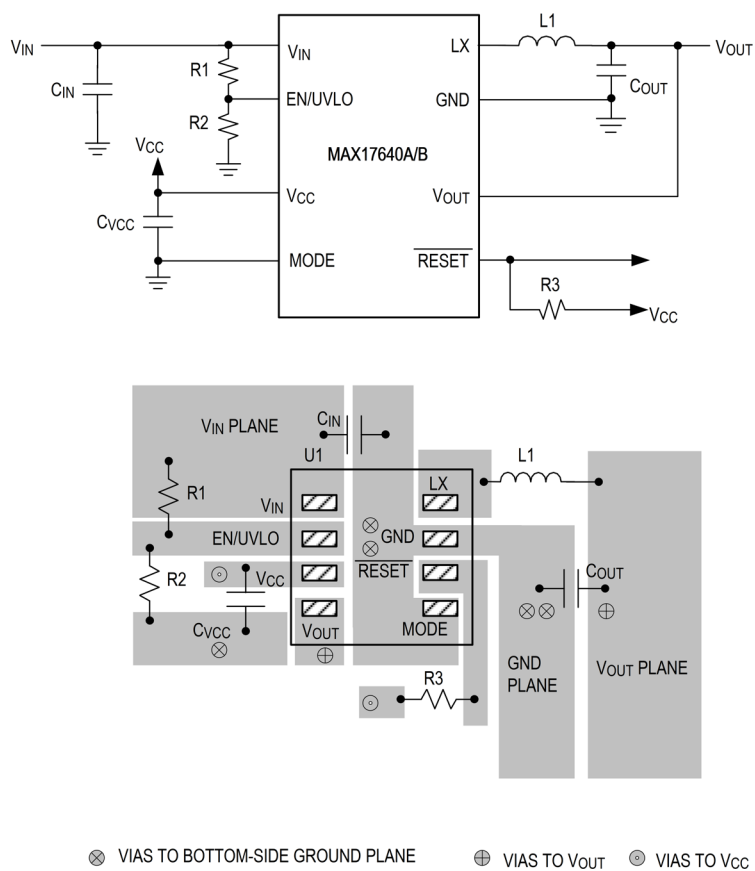 L1
VIN
VIN
LX
VOUT
R1
CIN
COUT
EN/UVLO
GND
R2
MAX17640A/B
VCC
VCC
VOUT
CVCC
MODE
RESET
R3
VCC
VIN PLANE
CIN
U1
L1
R1
LX
VIN
EN/UVLO
GND
R2
VCC
RESET
COUT
CVCC
VOUT
MODE
GND
PLANE
VOUT PLANE
R3
VIAS TO BOTTOM-SIDE GROUND PLANE
VIAS TO VOUT
VIAS TO VCC